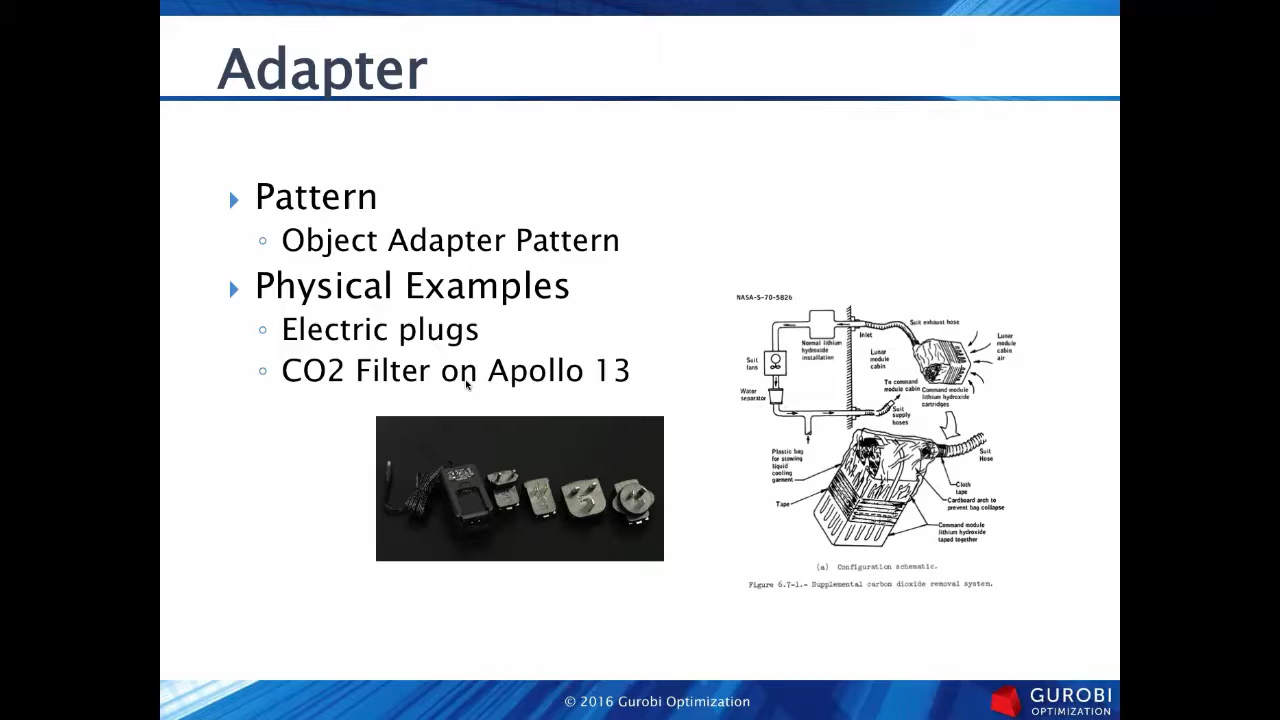 Adapter
Pattern
Object Adapter Pattern
Physical Examples
Electric plugs
CO2 Filter on Apollo 13
NASA-S-70-5826
Suit exhaust hose
Inlet
Normal lithium
hydroxide
installation
Lunar
module
cabin
Lunar
module
cabin
air
Suit
fans
To command
module cabin
Command module
lithium hydroxide
cartridges
Water
separator
Suit
supply
hoses
Plastic bag
for stowing
liquid
cooling
garment
Suit
Hose
Cloth
tape
Tape
Cardboard arch to
prevent bag collapse
Command module
lithium hydroxide
taped together
(a) Configuration schematic.
Figure 6.7-1.- Supplemental carbon dioxide removal system.
© 2016 Gurobi Optimization
GUROBI
OPTIMIZATION